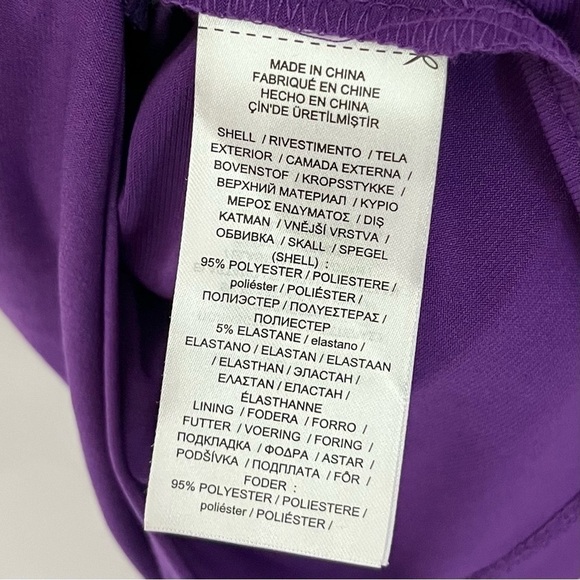 MADE IN CHINA
FABRIQUÉ EN CHINE
HECHO EN CHINA
ÇİN'DE ÜRETİLMİŞTİR
SHELL / RIVESTIMENTO / TELA
EXTERIOR / CAMADA EXTERNA /
BOVENSTOF / KROPSSTYKKE /
ВЕРХНИЙ МАТЕРИАЛ / ΚΥΡΙΟ
ΜΕΡΟΣ ΕΝΔΥΜΑΤΟΣ / DIŞ
KATMAN / VNĚJŠÍ VRSTVA /
ОБВИВКА / SKALL / SPEGEL
(SHELL) :
95% POLYESTER / POLIESTERE /
poliéster / POLIÉSTER /
ПОЛИЭСТЕР / ΠΟΛΥΕΣΤΕΡΑΣ /
ПОЛИЕСТЕР
5% ELASTANE / elastano /
ELASTANO / ELASTAN / ELASTAAN
/ ELASTHAN / ЭЛАСТАН /
ΕΛΑΣΤΑΝ / ЕЛАСТАН /
ÉLASTHANNE
LINING / FODERA / FORRO /
FUTTER / VOERING / FORING /
ПОДКЛАДКА / ΦΟΔΡΑ / ASTAR /
PODŠÍVKA / ПОДПЛАТА / FÔR /
FODER :
95% POLYESTER / POLIESTERE /
poliéster / POLIÉSTER /